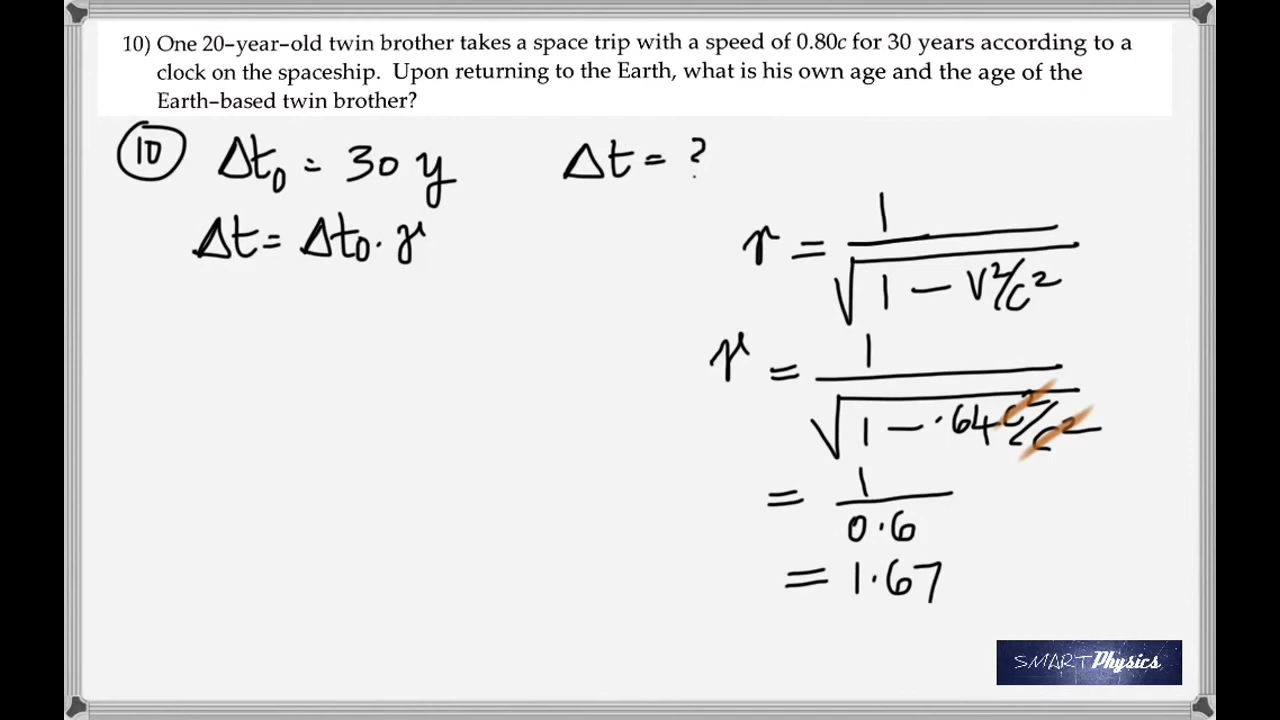 10) One 20-year-old twin brother takes a space trip with a speed of 0.80c for 30 years according to a
clock on the spaceship. Upon returning to the Earth, what is his own age and the age of the
Earth-based twin brother?
10 Δt₀ = 30 y Δt = ?
Δt = Δt₀ · γ
γ = 1 / √(1 − V²/c²)
γ = 1 / √(1 − .64c²/c²)
= 1 / 0.6
= 1.67
SMART Physics